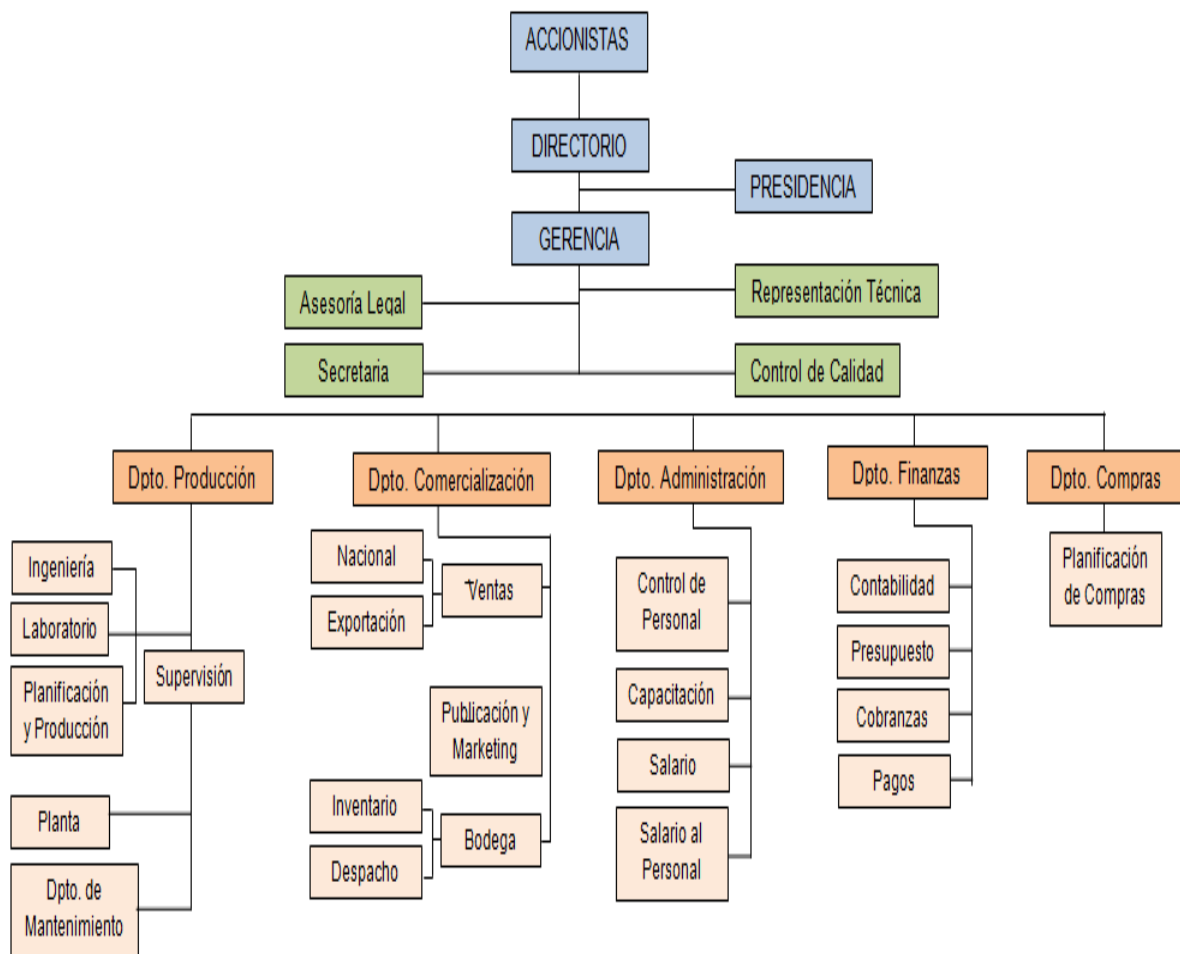 ACCIONISTAS
DIRECTORIO
PRESIDENCIA
GERENCIA
Asesoría Legal
Representación Técnica
Secretaria
Control de Calidad
Dpto. Producción
Dpto. Comercialización
Dpto. Administración
Dpto. Finanzas
Dpto. Compras
Ingeniería
Laboratorio
Planificación
y Producción
Supervisión
Planta
Dpto. de
Mantenimiento
Nacional
Exportación
Ventas
Publicación y
Marketing
Inventario
Despacho
Bodega
Control de
Personal
Capacitación
Salario
Salario al
Personal
Contabilidad
Presupuesto
Cobranzas
Pagos
Planificación
de Compras